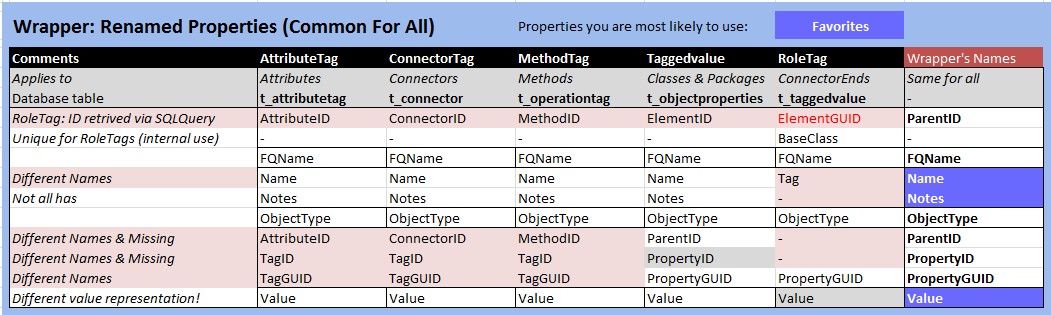 Wrapper: Renamed Properties (Common For All) Properties you are most likely to use: Favorites
Comments AttributeTag ConnectorTag MethodTag Taggedvalue RoleTag Wrapper's Names
Applies to Attributes Connectors Methods Classes & Packages ConnectorEnds Same for all
Database table t_attributetag t_connector t_operationtag t_objectproperties t_taggedvalue -
RoleTag: ID retrived via SQLQuery AttributeID ConnectorID MethodID ElementID ElementGUID ParentID
Unique for RoleTags (internal use) - - - - BaseClass -
FQName FQName FQName FQName FQName FQName
Different Names Name Name Name Name Tag Name
Not all has Notes Notes Notes Notes - Notes
ObjectType ObjectType ObjectType ObjectType ObjectType ObjectType
Different Names & Missing AttributeID ConnectorID MethodID ParentID - ParentID
Different Names & Missing TagID TagID TagID PropertyID - PropertyID
Different Names TagGUID TagGUID TagGUID PropertyGUID PropertyGUID PropertyGUID
Different value representation! Value Value Value Value Value Value